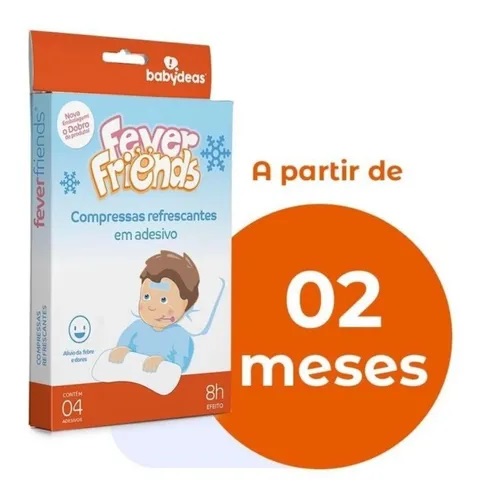 babydeas
Nova
Embalagem
o Dobro
do produto!
Fever
Friends
feverfriends®
Compressas refrescantes
em adesivo
COMPRESSAS
REFRESCANTES
Alívio da febre
e dores
CONTÉM
04
ADESIVOS
8h
EFEITO
A partir de
02
meses